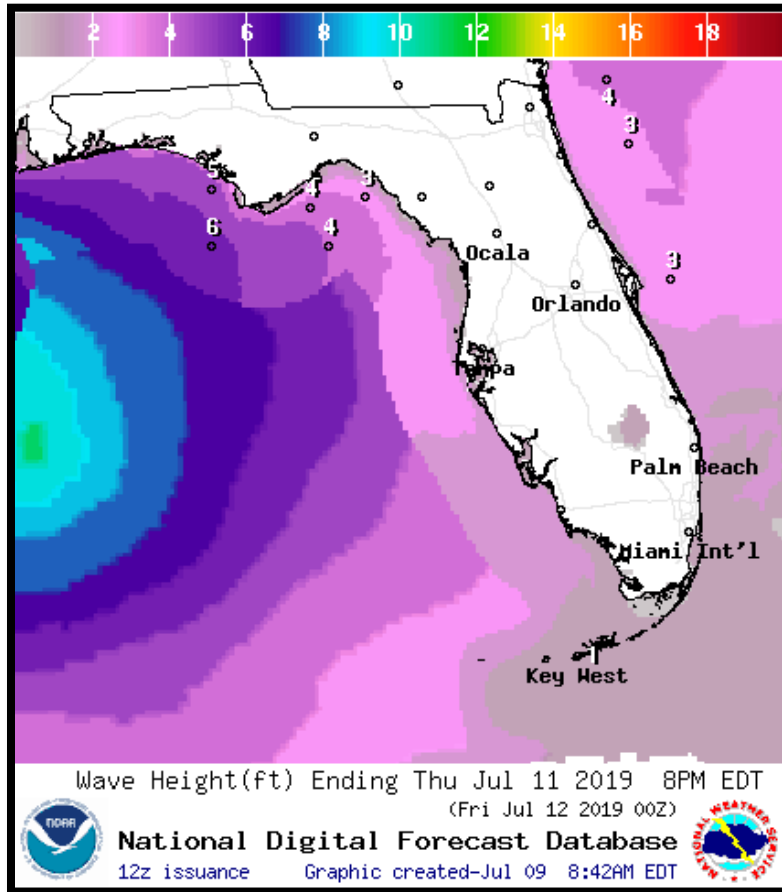 2 4 6 8 10 12 14 16 18
4
3
5
4 3
6 4
Ocala
3
Orlando
Tampa
Palm Beach
Miami Int'l
1
Key West
Wave Height(ft) Ending Thu Jul 11 2019 8PM EDT
(Fri Jul 12 2019 00Z)
National Digital Forecast Database
12z issuance Graphic created-Jul 09 8:42AM EDT
NOAA
NATIONAL WEATHER SERVICE